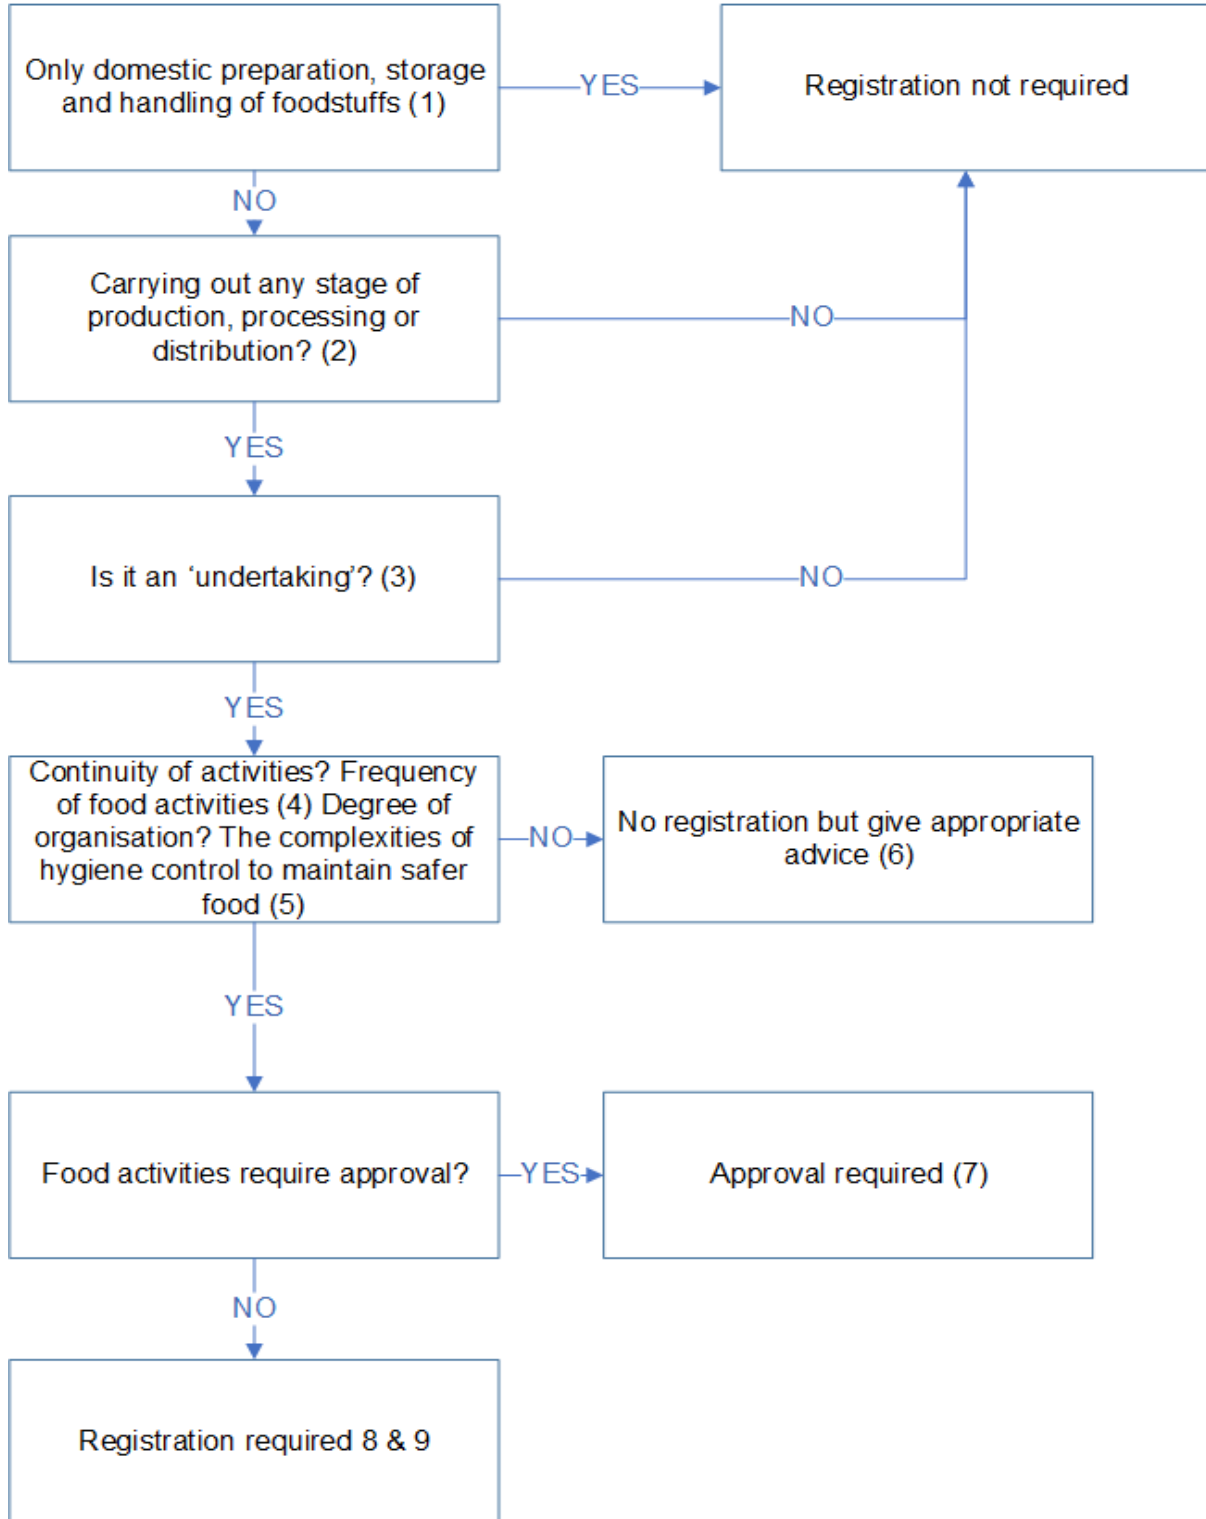 Only domestic preparation, storage
and handling of foodstuffs (1)
YES
Registration not required
NO
Carrying out any stage of
production, processing or
distribution? (2)
NO
YES
Is it an ‘undertaking’? (3)
NO
YES
Continuity of activities? Frequency
of food activities (4) Degree of
organisation? The complexities of
hygiene control to maintain safer
food (5)
NO
No registration but give appropriate
advice (6)
YES
Food activities require approval?
YES
Approval required (7)
NO
Registration required 8 & 9